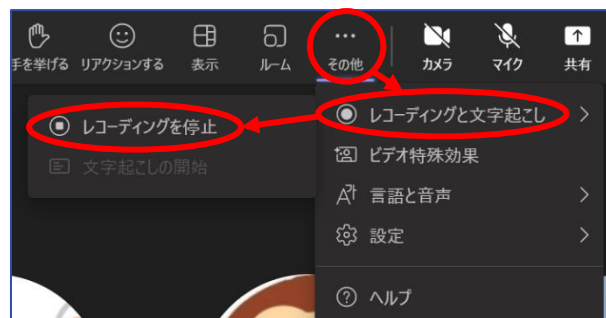 手を挙げる リアクションする 表示 ルーム その他 カメラ マイク 共有
レコーディングを停止
文字起こしの開始
レコーディングと文字起こし
ビデオ特殊効果
言語と音声
設定
ヘルプ